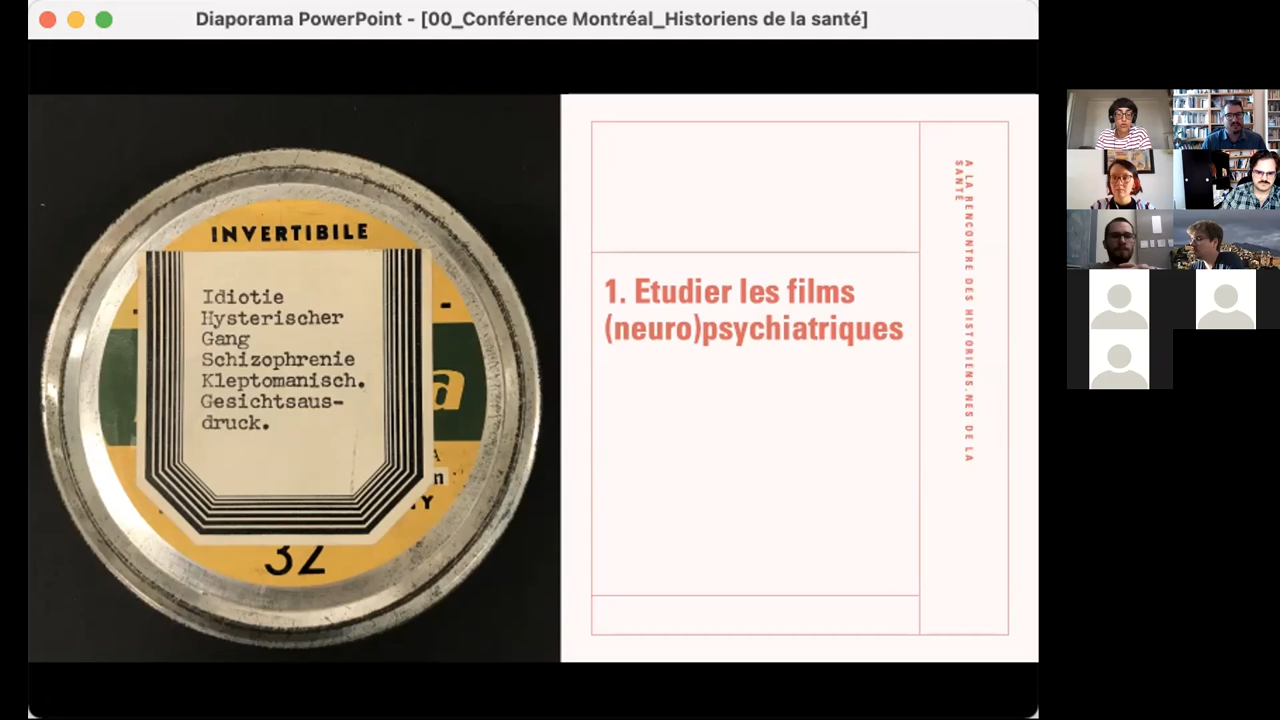 Diaporama PowerPoint - [00_Conférence Montréal_Historiens de la santé]
INVERTIBILE
Idiotie
Hysterischer
Gang
Schizophrenie
Kleptomanisch.
Gesichtsaus-
druck.
32
1. Etudier les films
(neuro)psychiatriques
A LA RENCONTRE DES HISTORIENS.NES DE LA
SANTÉ